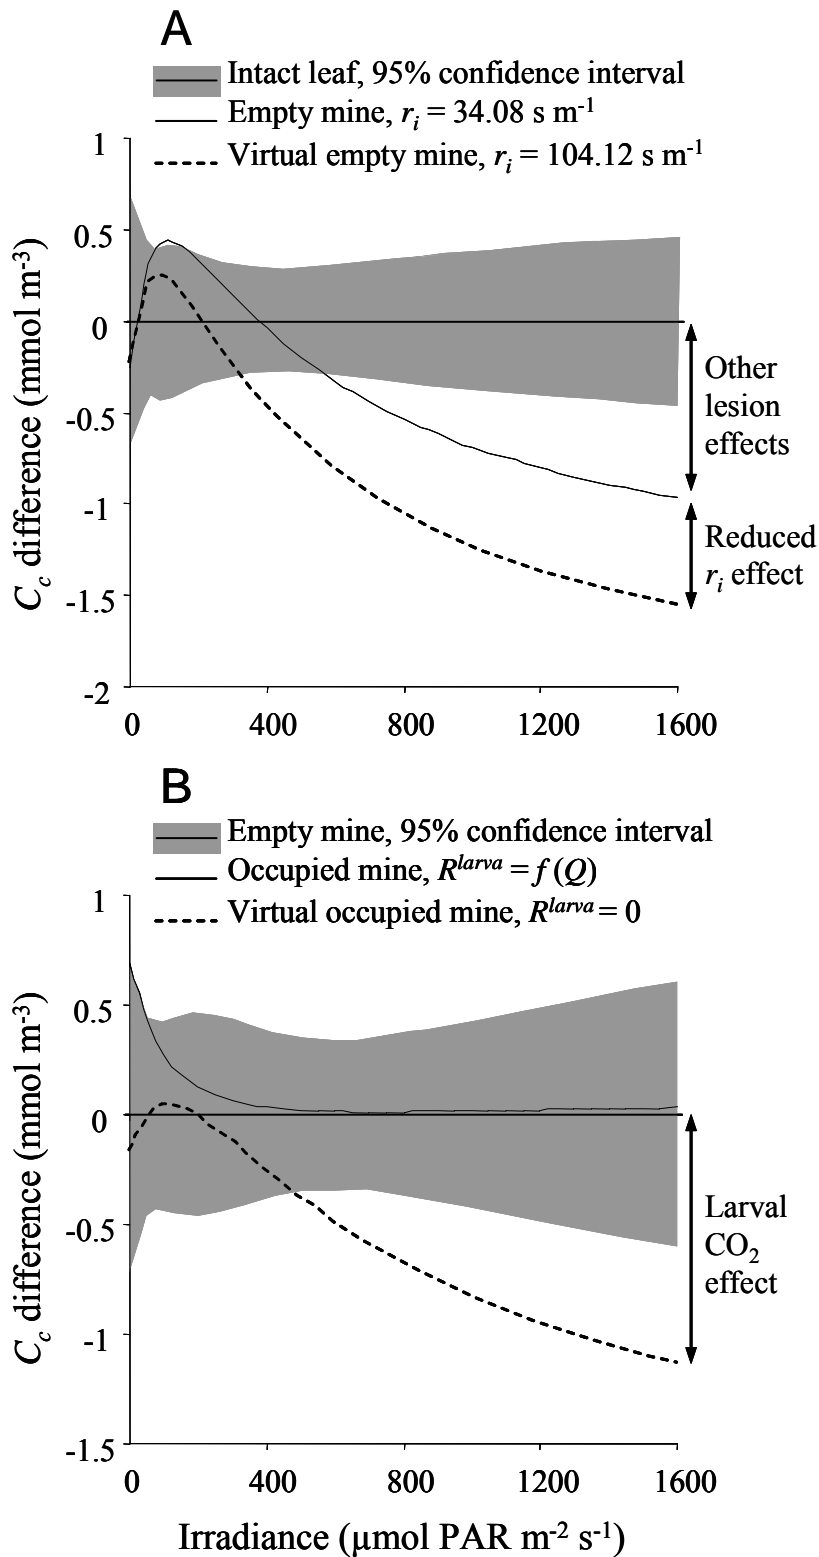 A
Intact leaf, 95% confidence interval
Empty mine, rᵢ = 34.08 s m⁻¹
Virtual empty mine, rᵢ = 104.12 s m⁻¹
1
0.5
0
-0.5
-1
-1.5
-2
C_c difference (mmol m⁻³)
Other
lesion
effects
Reduced
rᵢ effect
0 400 800 1200 1600
B
Empty mine, 95% confidence interval
Occupied mine, Rˡᵃʳᵛᵃ = f (Q)
Virtual occupied mine, Rˡᵃʳᵛᵃ = 0
1
0.5
0
-0.5
-1
-1.5
C_c difference (mmol m⁻³)
Larval
CO₂
effect
0 400 800 1200 1600
Irradiance (μmol PAR m⁻² s⁻¹)